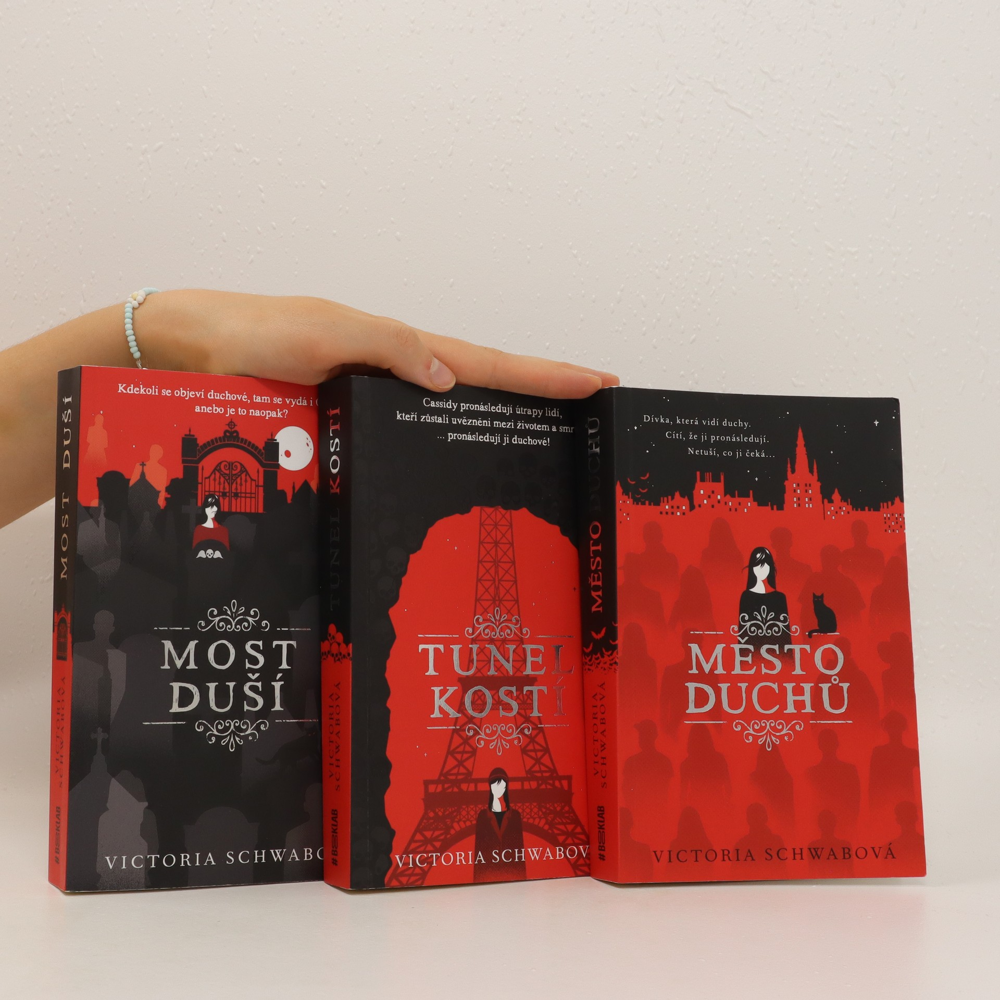 MOST DUŠÍ
VICTORIA
SCHWABOVÁ
#BOOKLAB
Kdekoli se objeví duchové, tam se vydá i
anebo je to naopak?
MOST
DUŠÍ
VICTORIA SCHWABO
TUNEL KOSTÍ
VICTORIA
SCHWABOVÁ
#BOOKLAB
Cassidy pronásledují útrapy lidí,
kteří zůstali uvězněni mezi životem a smr
... pronásledují ji duchové!
TUNEL
KOSTÍ
VICTORIA SCHWABOV
MĚSTO DUCHŮ
VICTORIA
SCHWABOVÁ
#BOOKLAB
Dívka, která vidí duchy.
Cítí, že ji pronásledují.
Netuší, co ji čeká...
MĚSTO
DUCHŮ
VICTORIA SCHWABOVÁ